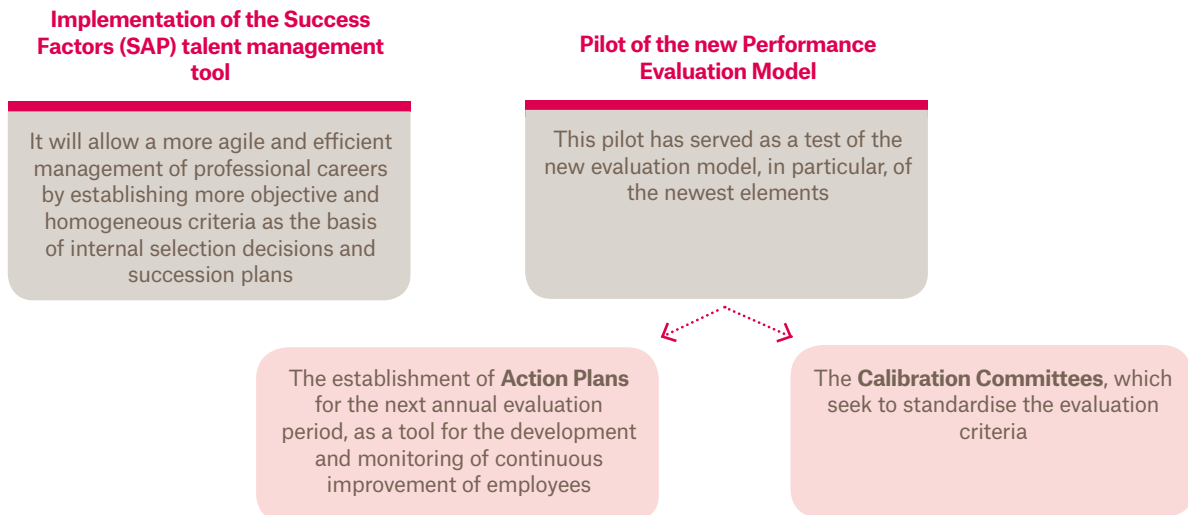 Implementation of the Success
Factors (SAP) talent management
tool
It will allow a more agile and efficient
management of professional careers
by establishing more objective and
homogeneous criteria as the basis
of internal selection decisions and
succession plans
Pilot of the new Performance
Evaluation Model
This pilot has served as a test of the
new evaluation model, in particular, of
the newest elements
The establishment of Action Plans
for the next annual evaluation
period, as a tool for the development
and monitoring of continuous
improvement of employees
The Calibration Committees, which
seek to standardise the evaluation
criteria